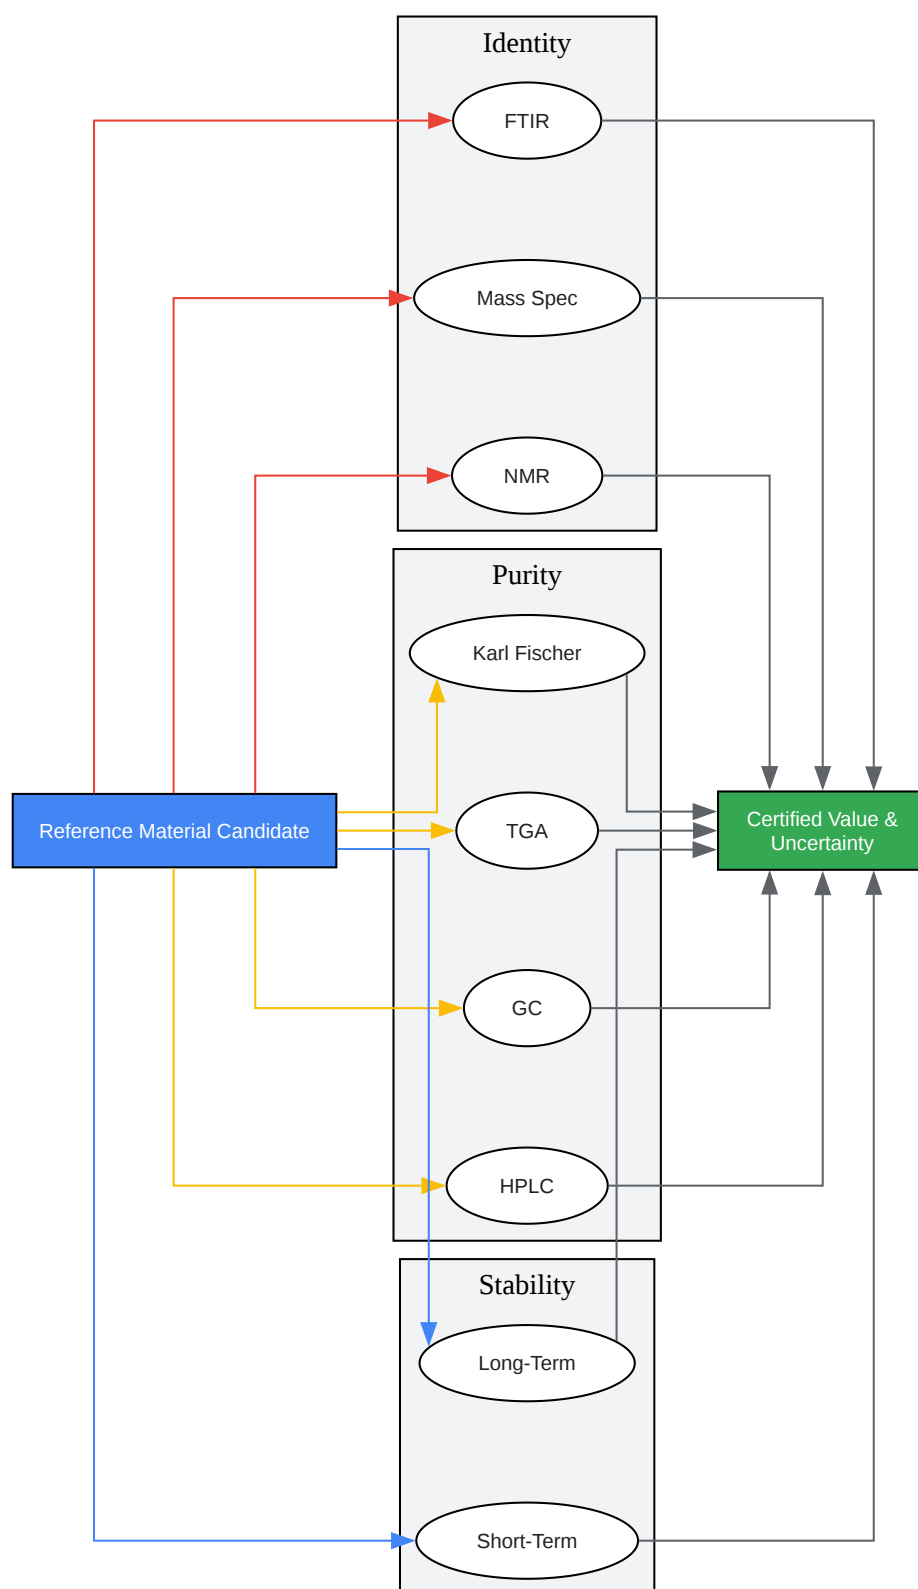 Identity
FTIR
Mass Spec
NMR
Purity
Karl Fischer
Reference Material Candidate
TGA
Certified Value &
Uncertainty
GC
HPLC
Stability
Long-Term
Short-Term